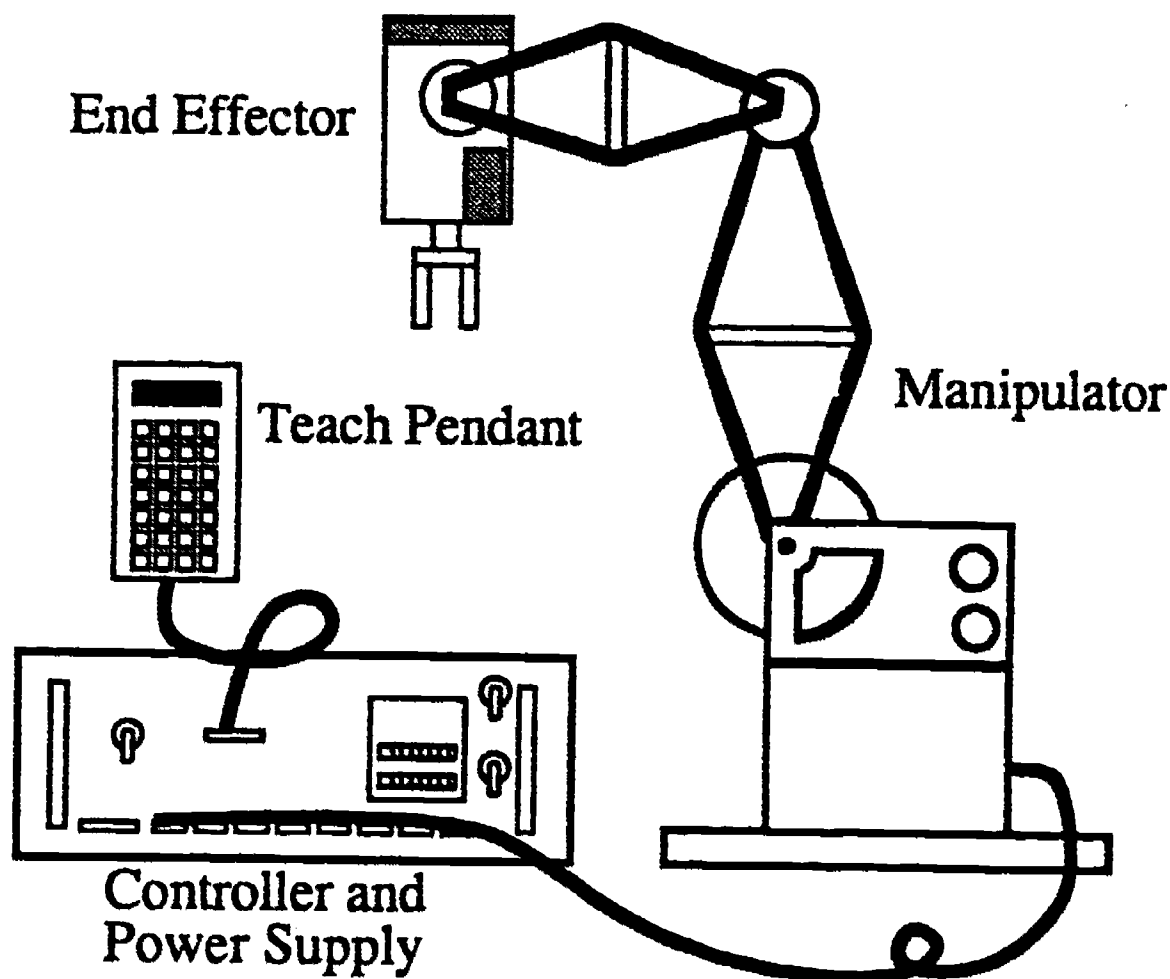 End Effector
Manipulator
Teach Pendant
Controller and
Power Supply